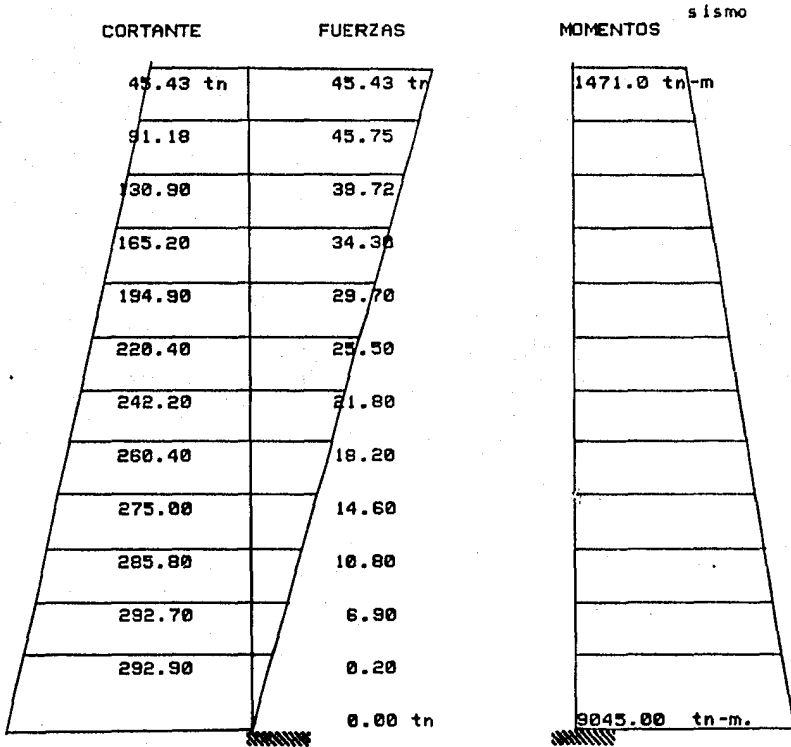 sismo
CORTANTE FUERZAS MOMENTOS
45.43 tn 45.43 tn 1471.0 tn-m
91.18 45.75
130.90 39.72
165.20 34.30
194.90 29.70
220.40 25.50
242.20 21.80
260.40 18.20
275.00 14.60
285.80 10.80
292.70 6.90
292.90 0.20
0.00 tn 9045.00 tn-m.